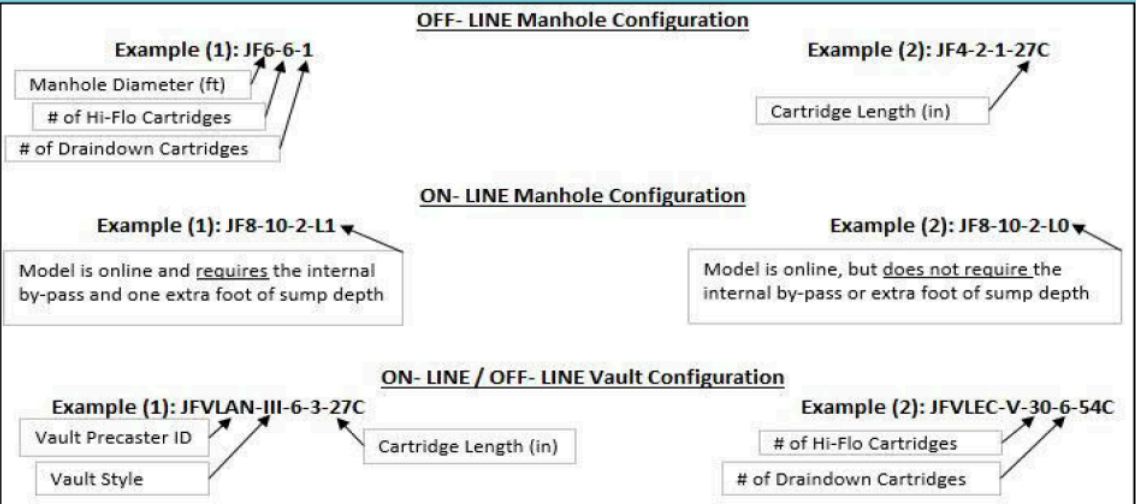 OFF- LINE Manhole Configuration
Example (1): JF6-6-1
Manhole Diameter (ft)
# of Hi-Flo Cartridges
# of Draindown Cartridges
Example (2): JF4-2-1-27C
Cartridge Length (in)
ON- LINE Manhole Configuration
Example (1): JF8-10-2-L1
Model is online and requires the internal
by-pass and one extra foot of sump depth
Example (2): JF8-10-2-L0
Model is online, but does not require the
internal by-pass or extra foot of sump depth
ON- LINE / OFF- LINE Vault Configuration
Example (1): JFVLAN-III-6-3-27C
Vault Precaster ID
Vault Style
Cartridge Length (in)
Example (2): JFVLEC-V-30-6-54C
# of Hi-Flo Cartridges
# of Draindown Cartridges